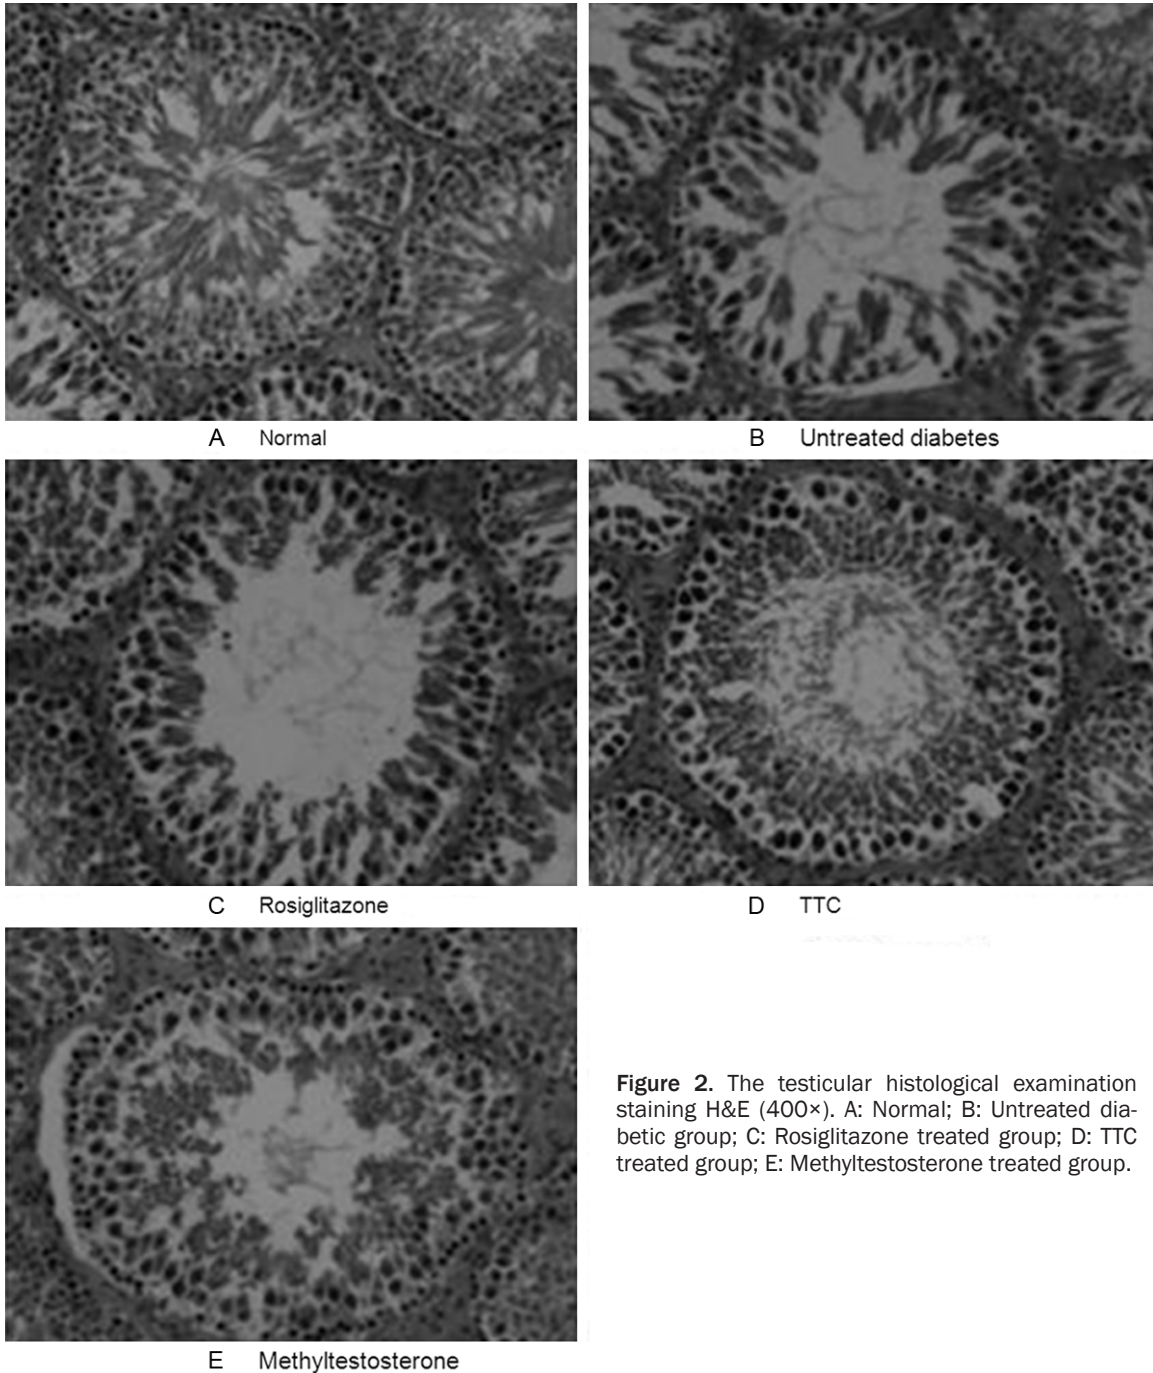 A Normal
B Untreated diabetes
C Rosiglitazone
D TTC
E Methyltestosterone
Figure 2. The testicular histological examination
staining H&E (400×). A: Normal; B: Untreated dia-
betic group; C: Rosiglitazone treated group; D: TTC
treated group; E: Methyltestosterone treated group.